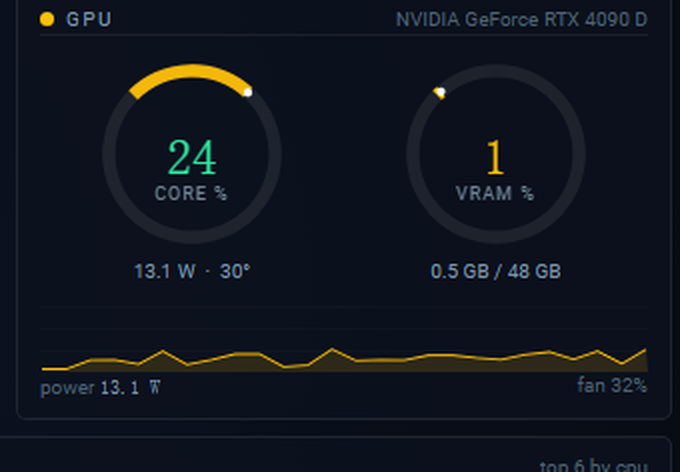 GPU NVIDIA GeForce RTX 4090 D
24 1
CORE % VRAM %
13.1 W · 30° 0.5 GB / 48 GB
power 13.1 W fan 32%
top 6 by cpu